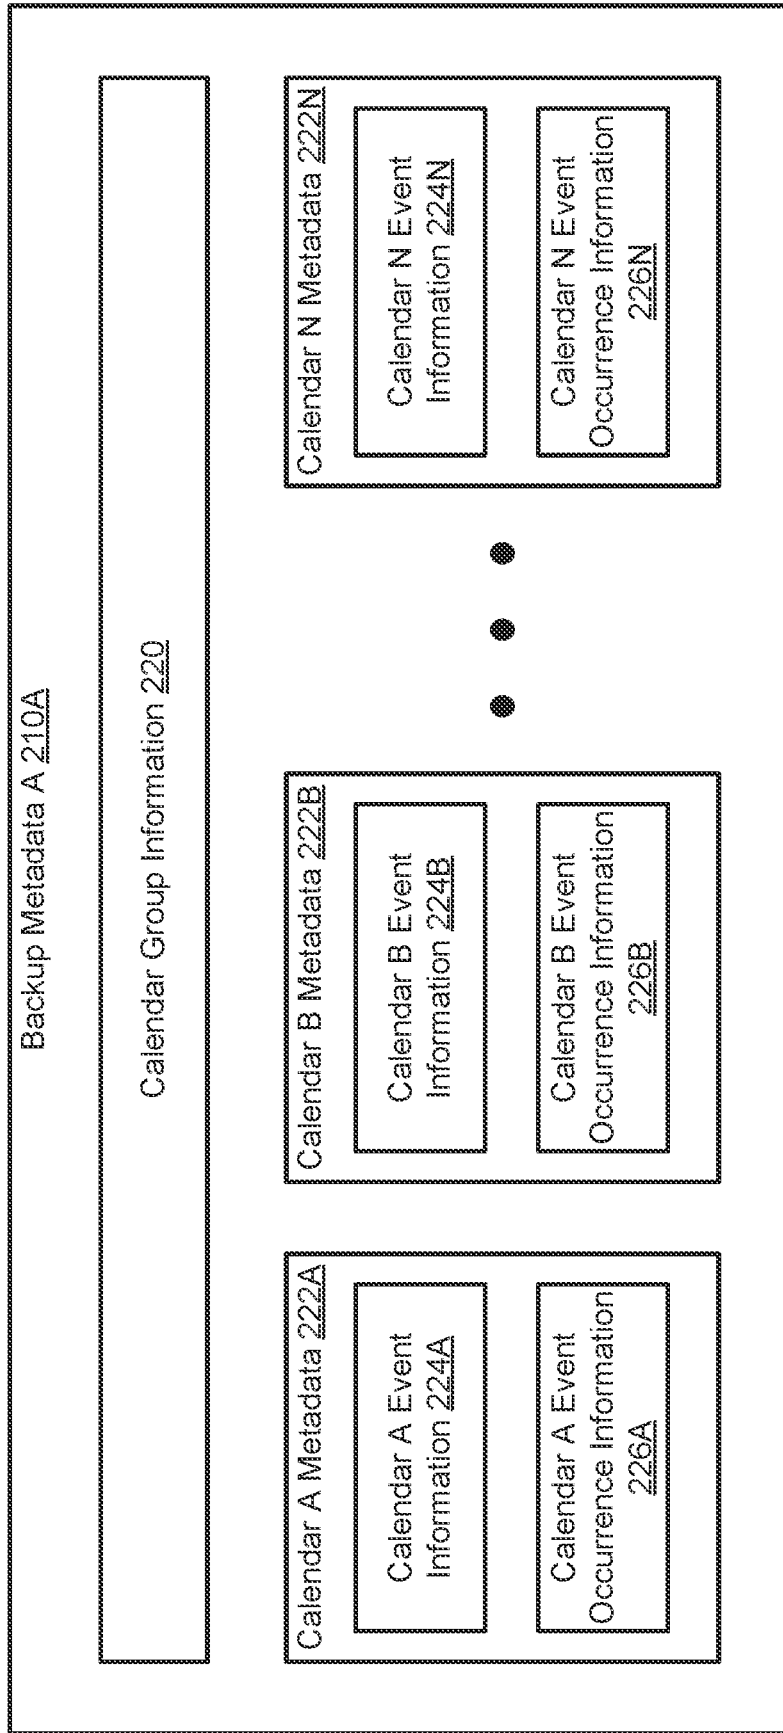 Backup Metadata A 210A
Calendar Group Information 220
Calendar A Metadata 222A
Calendar A Event
Information 224A
Calendar A Event
Occurrence Information
226A
Calendar B Metadata 222B
Calendar B Event
Information 224B
Calendar B Event
Occurrence Information
226B
Calendar N Metadata 222N
Calendar N Event
Information 224N
Calendar N Event
Occurrence Information
226N